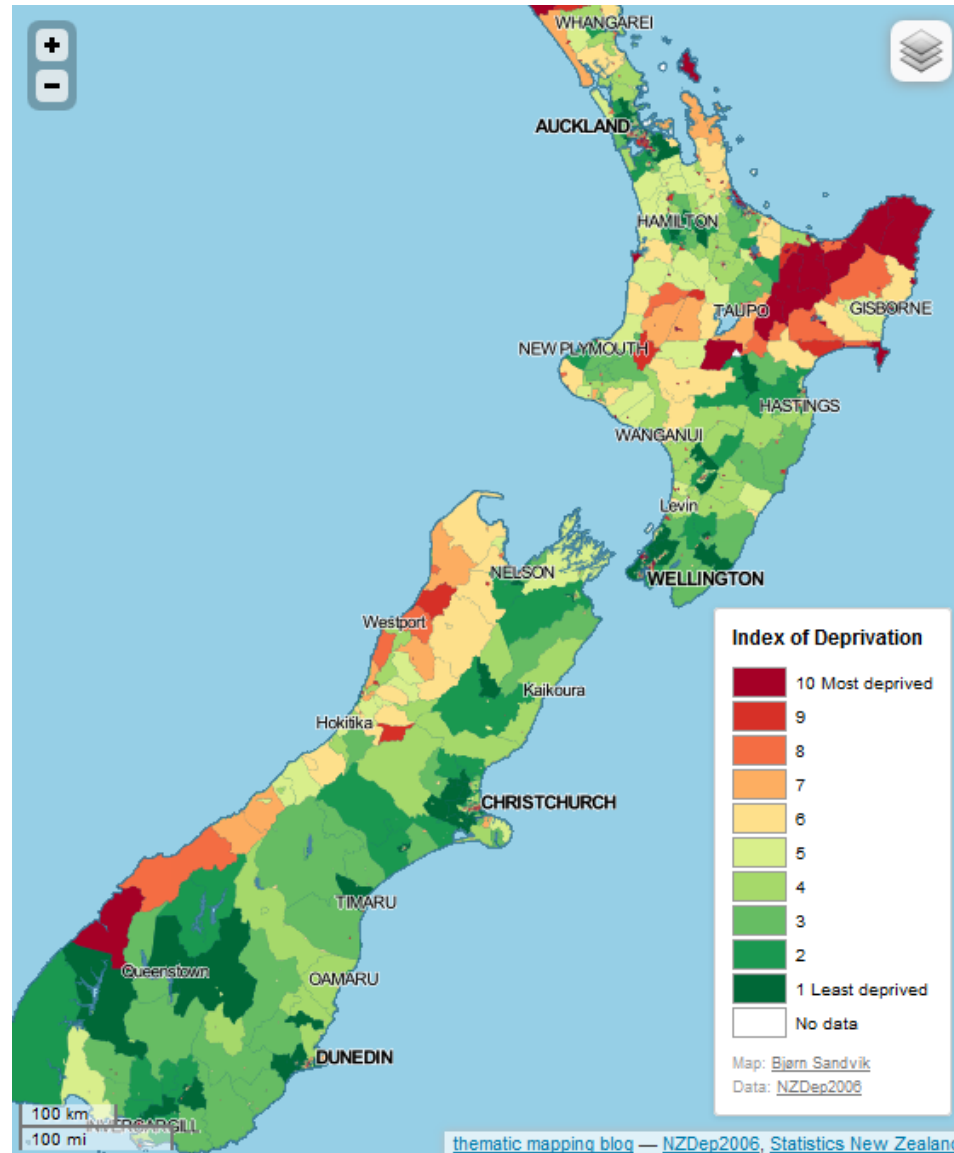 +
−
WHANGAREI
AUCKLAND
HAMILTON
TAUPO
GISBORNE
NEW PLYMOUTH
HASTINGS
WANGANUI
Levin
NELSON
WELLINGTON
Westport
Kaikoura
Hokitika
CHRISTCHURCH
TIMARU
Queenstown
OAMARU
DUNEDIN
INVERCARGILL
Index of Deprivation
10 Most deprived
9
8
7
6
5
4
3
2
1 Least deprived
No data
Map: Bjørn Sandvik
Data: NZDep2006
100 km
100 mi
thematic mapping blog — NZDep2006, Statistics New Zealand